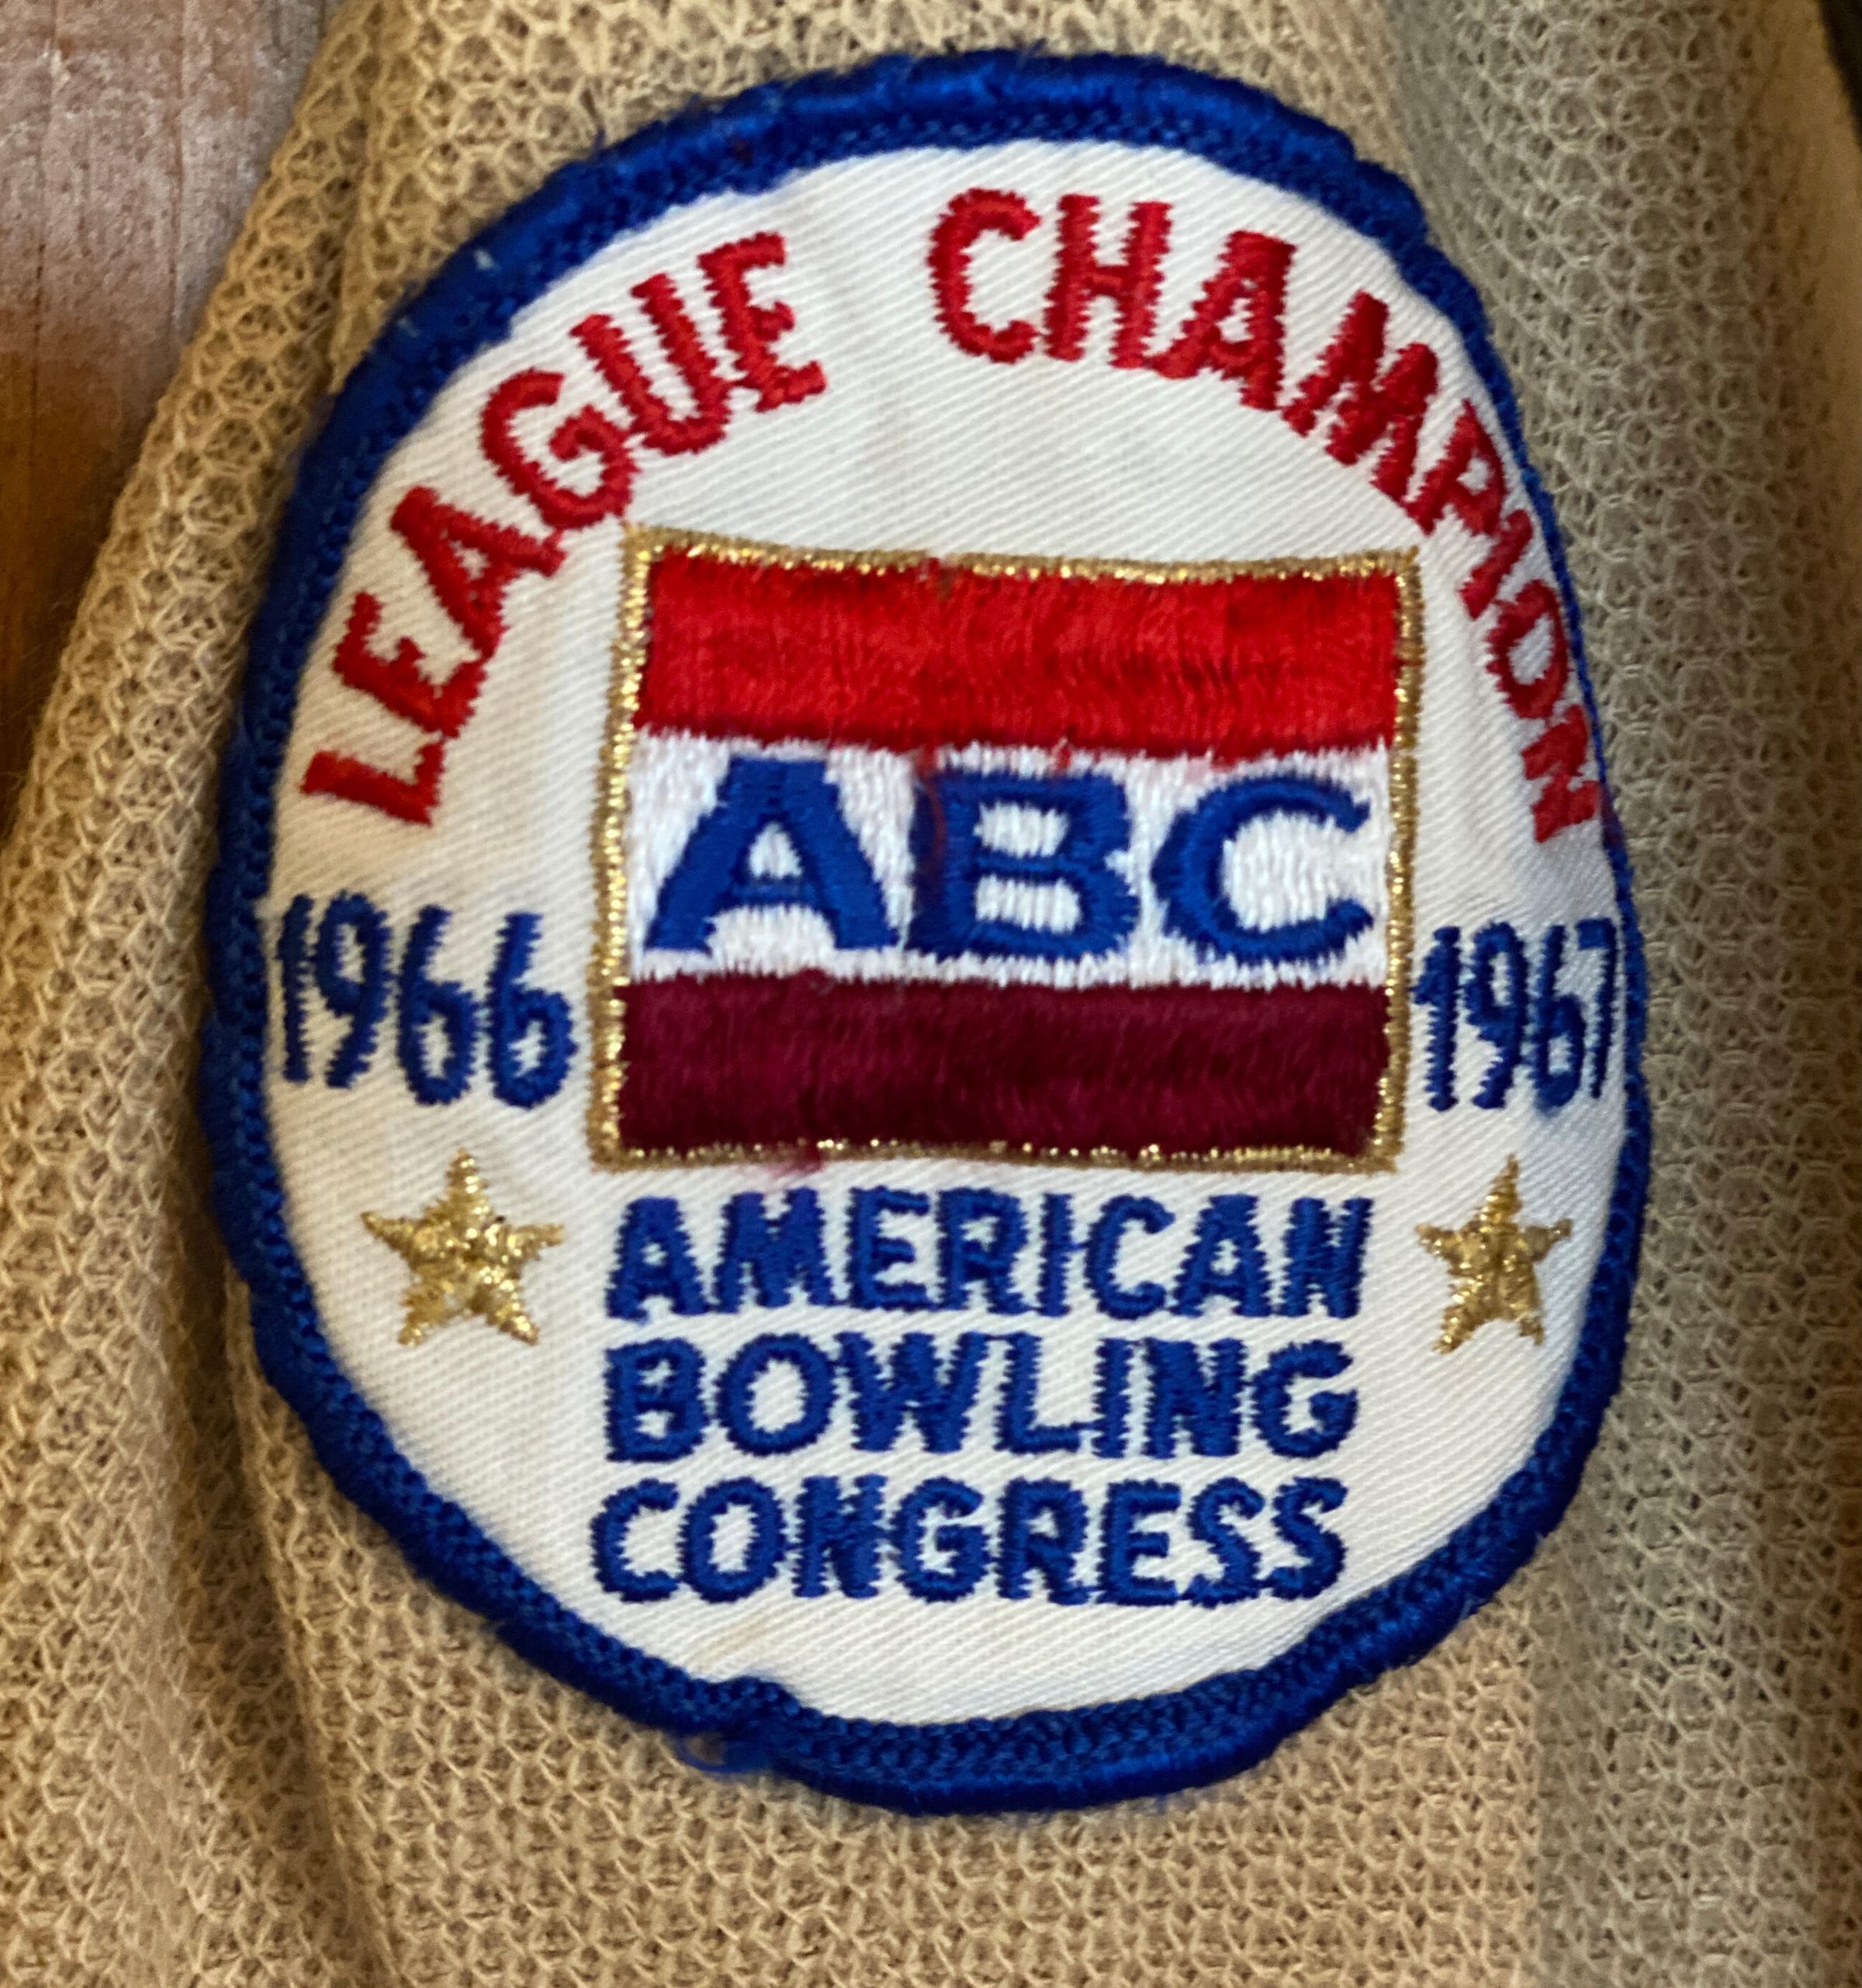 LEAGUE CHAMPION
ABC
1966 1967
AMERICAN
BOWLING
CONGRESS